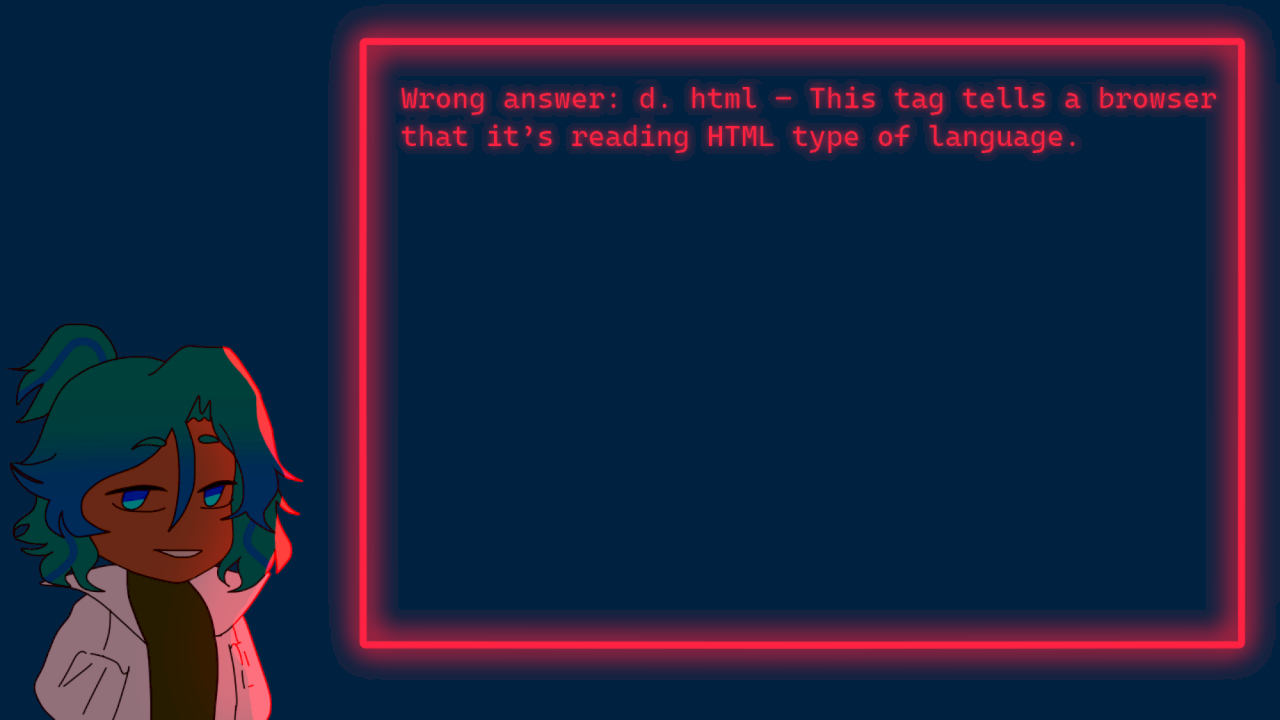 Wrong answer: d. html – This tag tells a browser
that it’s reading HTML type of language.